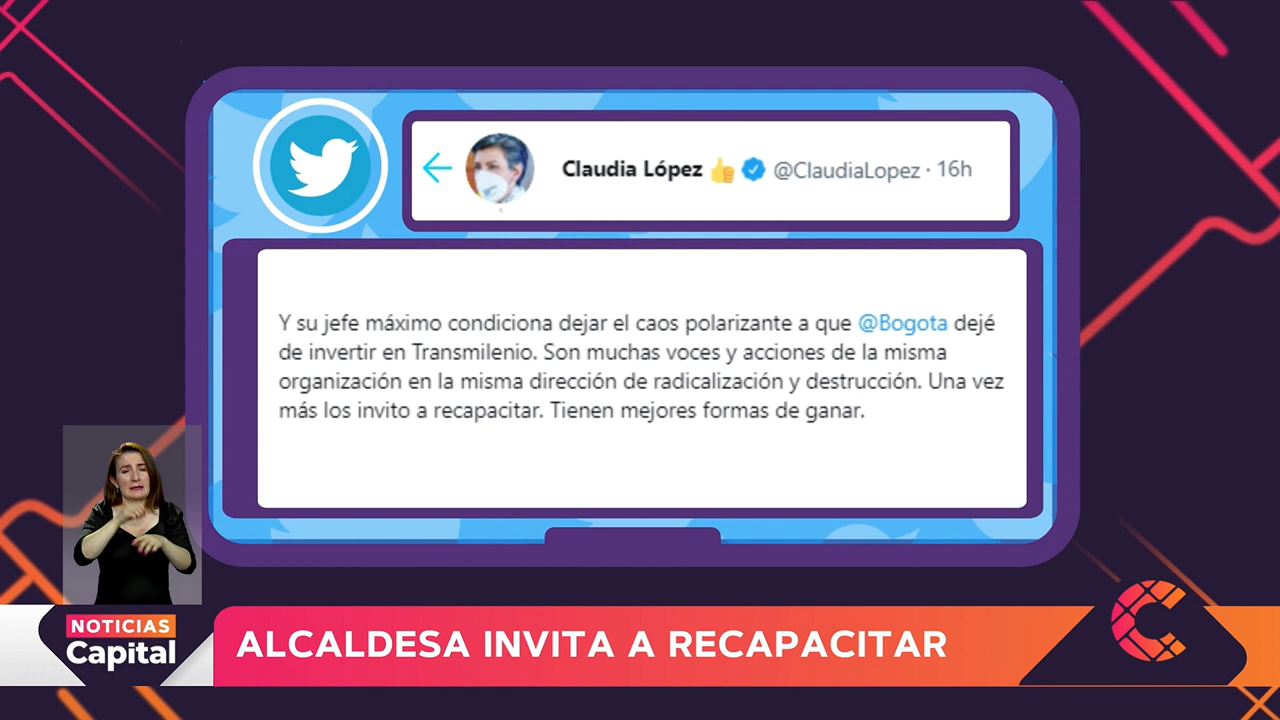 Claudia López 👍 @ClaudiaLopez · 16h
Y su jefe máximo condiciona dejar el caos polarizante a que @Bogota dejé
de invertir en Transmilenio. Son muchas voces y acciones de la misma
organización en la misma dirección de radicalización y destrucción. Una vez
más los invito a recapacitar. Tienen mejores formas de ganar.
NOTICIAS
Capital
ALCALDESA INVITA A RECAPACITAR